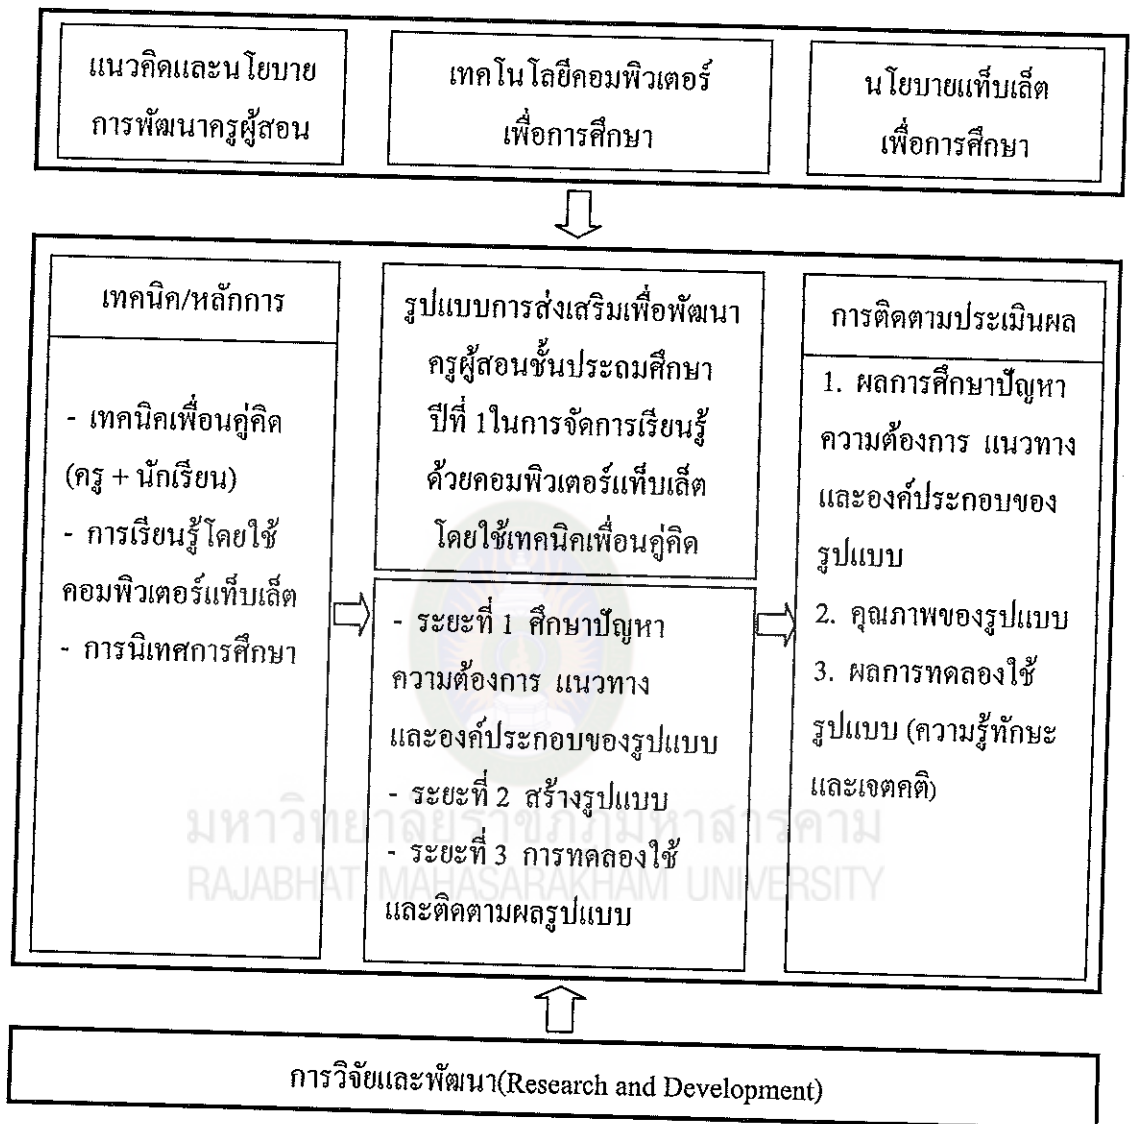 แนวคิดและนโยบาย
การพัฒนาครูผู้สอน
เทคโนโลยีคอมพิวเตอร์
เพื่อการศึกษา
นโยบายแท็บเล็ต
เพื่อการศึกษา
เทคนิค/หลักการ
- เทคนิคเพื่อนคู่คิด
(ครู + นักเรียน)
- การเรียนรู้โดยใช้
คอมพิวเตอร์แท็บเล็ต
- การนิเทศการศึกษา
รูปแบบการส่งเสริมเพื่อพัฒนา
ครูผู้สอนชั้นประถมศึกษา
ปีที่ 1ในการจัดการเรียนรู้
ด้วยคอมพิวเตอร์แท็บเล็ต
โดยใช้เทคนิคเพื่อนคู่คิด
- ระยะที่ 1 ศึกษาปัญหา
ความต้องการ แนวทาง
และองค์ประกอบของรูปแบบ
- ระยะที่ 2 สร้างรูปแบบ
- ระยะที่ 3 การทดลองใช้
และติดตามผลรูปแบบ
การติดตามประเมินผล
1. ผลการศึกษาปัญหา
ความต้องการ แนวทาง
และองค์ประกอบของ
รูปแบบ
2. คุณภาพของรูปแบบ
3. ผลการทดลองใช้
รูปแบบ (ความรู้ทักษะ
และเจตคติ)
มหาวิทยาลัยราชภัฏมหาสารคาม
RAJABHAT MAHASARAKHAM UNIVERSITY
การวิจัยและพัฒนา(Research and Development)